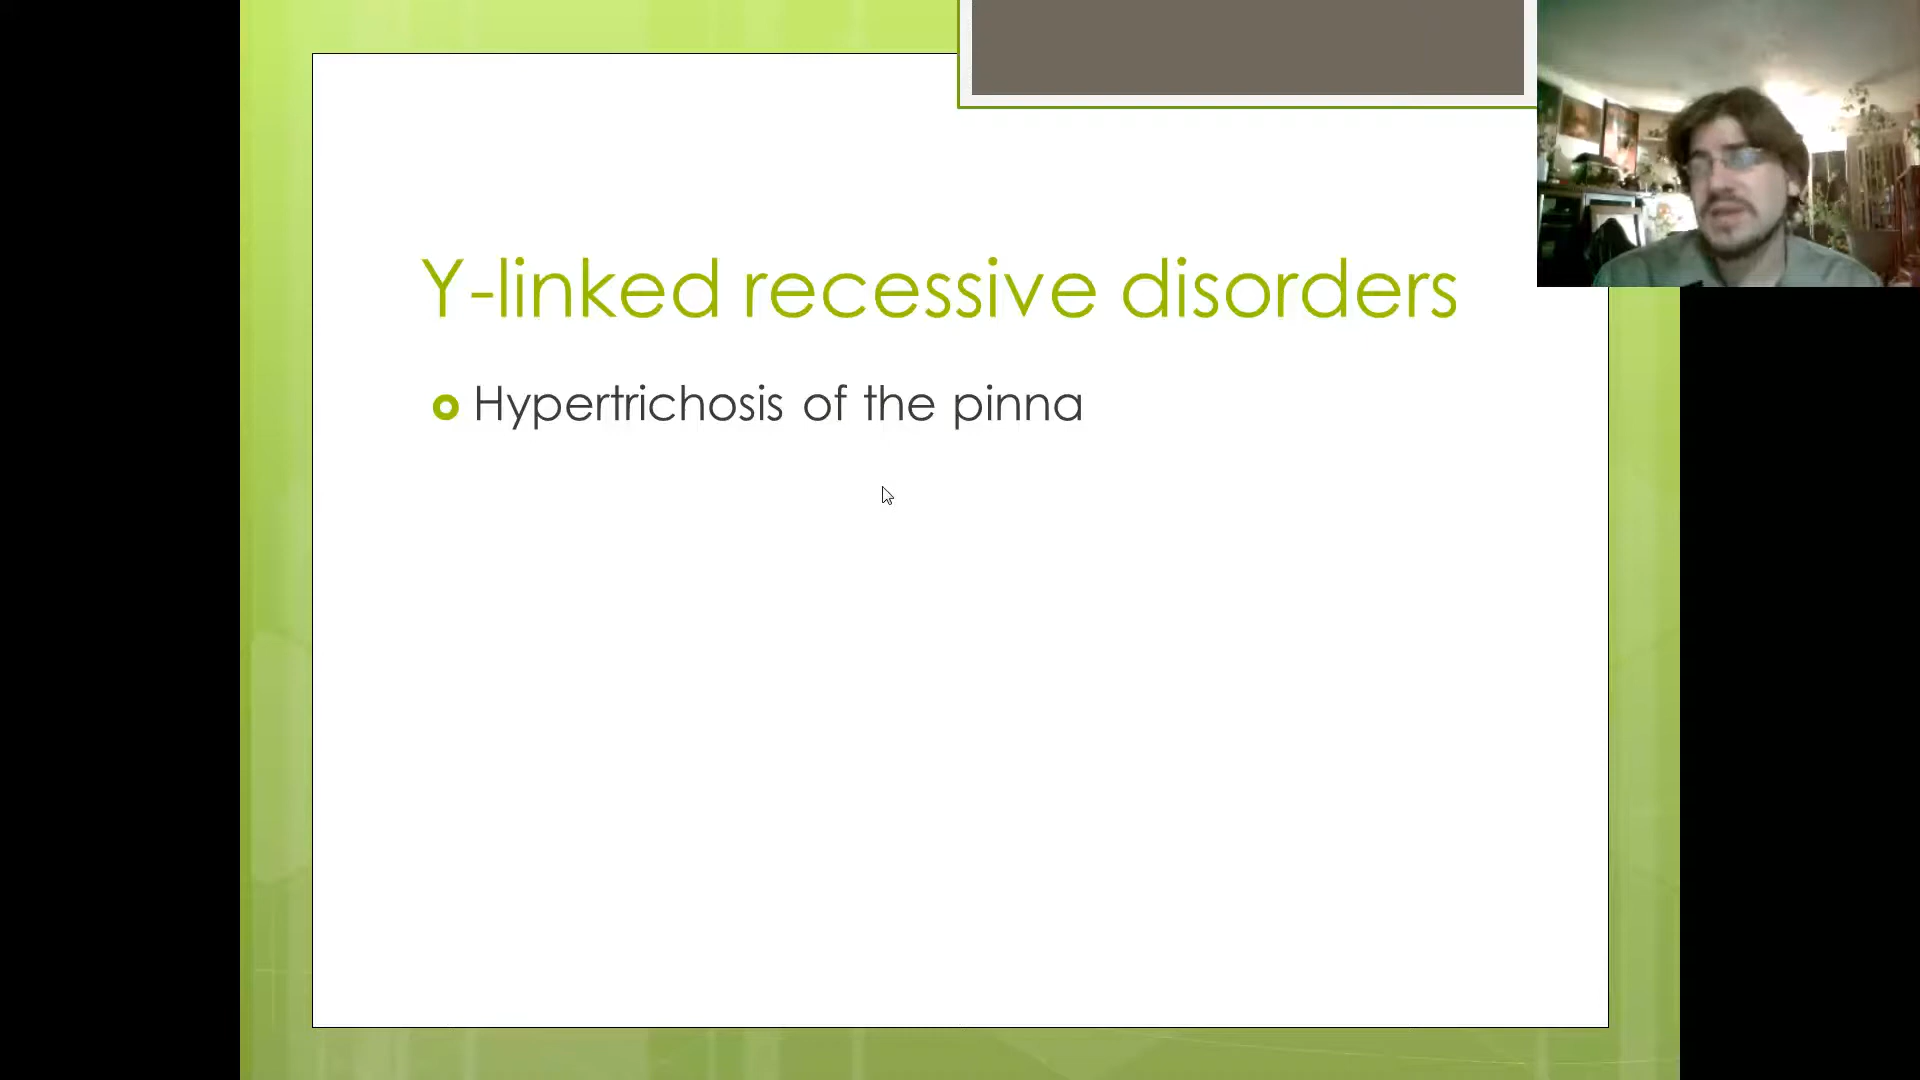 Y-linked recessive disorders
Hypertrichosis of the pinna